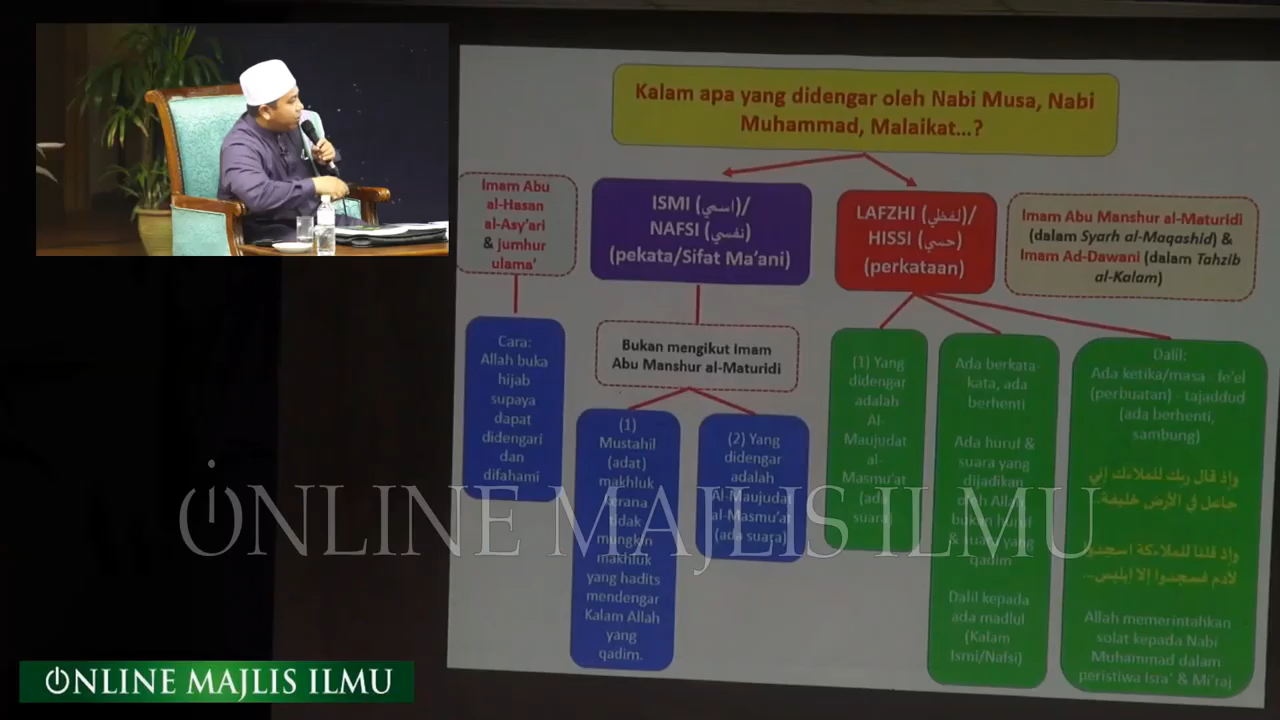 Kalam apa yang didengar oleh Nabi Musa, Nabi
Muhammad, Malaikat...?
Imam Abu
al-Hasan
al-Asy'ari
& jumhur
ulama'
ISMI (اسمي)/
NAFSI (نفسي)
(pekata/Sifat Ma'ani)
LAFZHI (لفظي)/
HISSI (حسي)
(perkataan)
Imam Abu Manshur al-Maturidi
(dalam Syarh al-Maqashid) &
Imam Ad-Dawani (dalam Tahzib
al-Kalam)
Cara:
Allah buka
hijab
supaya
dapat
didengari
dan
difahami
Bukan mengikut Imam
Abu Manshur al-Maturidi
(1)
Mustahil
(adat)
makhluk
kerana
tidak
mungkin
makhluk
yang hadits
mendengar
Kalam Allah
yang
qadim.
(2) Yang
didengar
adalah
Al-Maujudat
al-Masmu'at
(ada suara)
(1) Yang
didengar
adalah
Al-
Maujudat
al-
Masmu'at
(ada
suara)
Ada berkata-
kata, ada
berhenti
Ada huruf &
suara yang
dijadikan
oleh Allah,
bukan huruf
& suara yang
qadim
Dalil kepada
ada madlul
(Kalam
Ismi/Nafsi)
Dalil:
Ada ketika/masa - fe'el
(perbuatan) - tajaddud
(ada berhenti,
sambung)
وإذ قال ربك للملاءكة إني
جاعل في الأرض خليفة
وإذ قلنا للملاءكة اسجدوا
لأدم فسجدوا إلا إبليس...
Allah memerintahkan
solat kepada Nabi
Muhammad dalam
peristiwa Isra' & Mi'raj
ONLINE MAJLIS ILMU
ONLINE MAJLIS ILMU